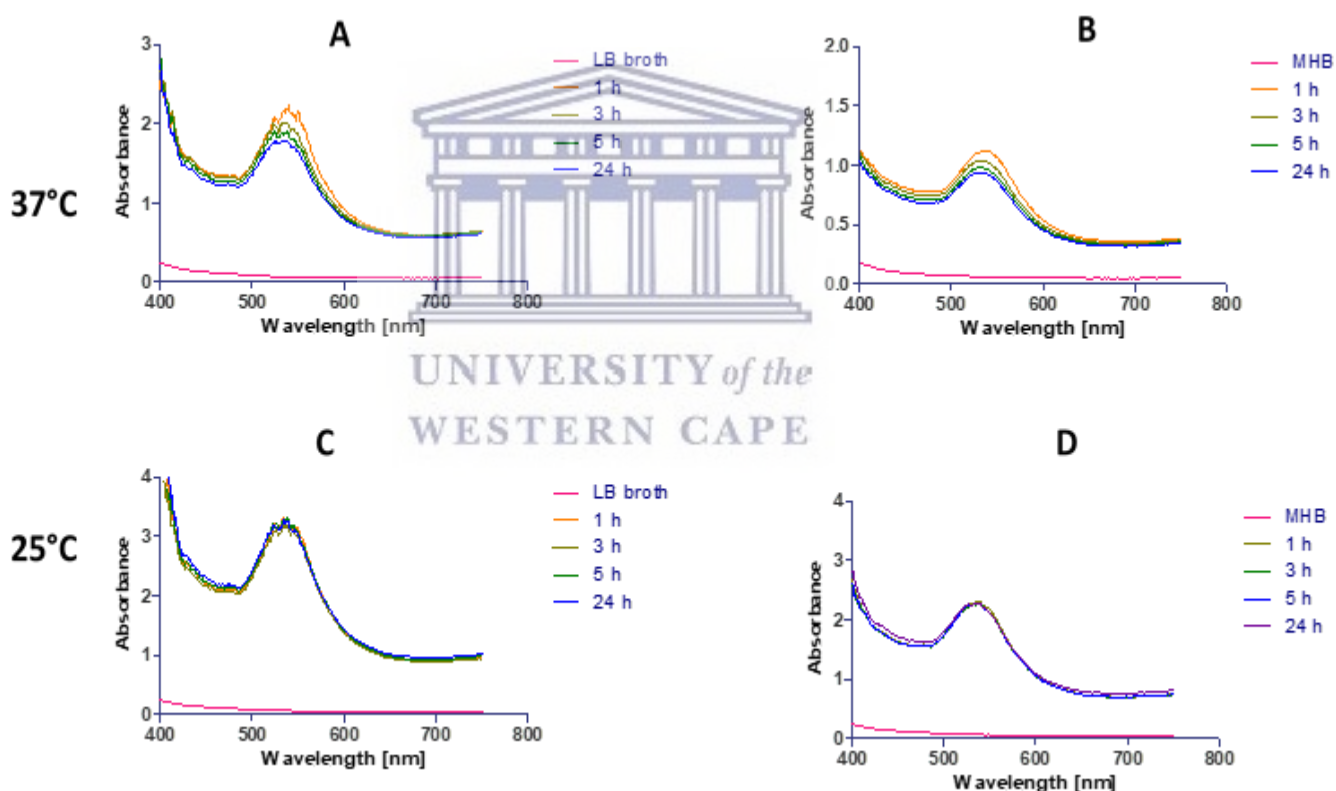 A
B
37°C
3
2
1
0
400
500
600
700
800
Absorbance
Wavelength [nm]
LB broth
1 h
3 h
5 h
24 h
2.0
1.5
1.0
0.5
0.0
400
500
600
700
800
Absorbance
Wavelength [nm]
MHB
1 h
3 h
5 h
24 h
UNIVERSITY of the
WESTERN CAPE
C
D
25°C
4
3
2
1
0
400
500
600
700
800
Absorbance
Wavelength [nm]
LB broth
1 h
3 h
5 h
24 h
4
3
2
1
0
400
500
600
700
800
Absorbance
Wavelength [nm]
MHB
1 h
3 h
5 h
24 h